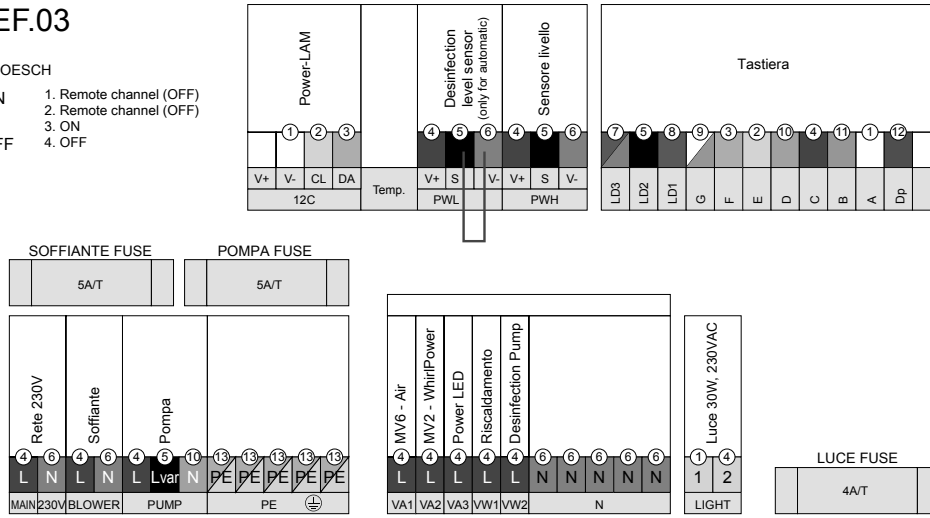 EF.03
OESCH
N
FF
1. Remote channel (OFF)
2. Remote channel (OFF)
3. ON
4. OFF
Power-LAM
Desinfection
level sensor
(only for automatic)
Sensore livello
Tastiera
1 2 3
4 5 6 4 5 6
7 5 8 9 3 2 10 4 11 1 12
V+ V- CL DA
Temp.
V+ S V- V+ S V-
12C
PWL PWH
LD3 LD2 LD1 G F E D C B A Dp
SOFFIANTE FUSE
5A/T
POMPA FUSE
5A/T
Rete 230V
Soffiante
Pompa
4 6 4 6 4 5 10 13 13 13 13 13
L N L N L Lvar N PE PE PE PE PE
MAIN 230V BLOWER PUMP PE
MV6 - Air
MV2 - WhirlPower
Power LED
Riscaldamento
Desinfection Pump
4 4 4 4 4 6 6 6 6 6
L L L L L N N N N N
VA1 VA2 VA3 VW1 VW2 N
Luce 30W, 230VAC
1 4
1 2
LIGHT
LUCE FUSE
4A/T